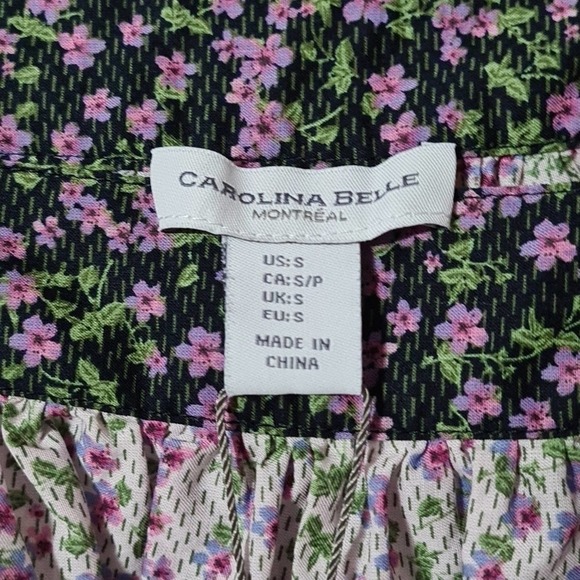 CAROLINA BELLE
MONTRÉAL
US:S
CA:S/P
UK:S
EU:S
MADE IN
CHINA